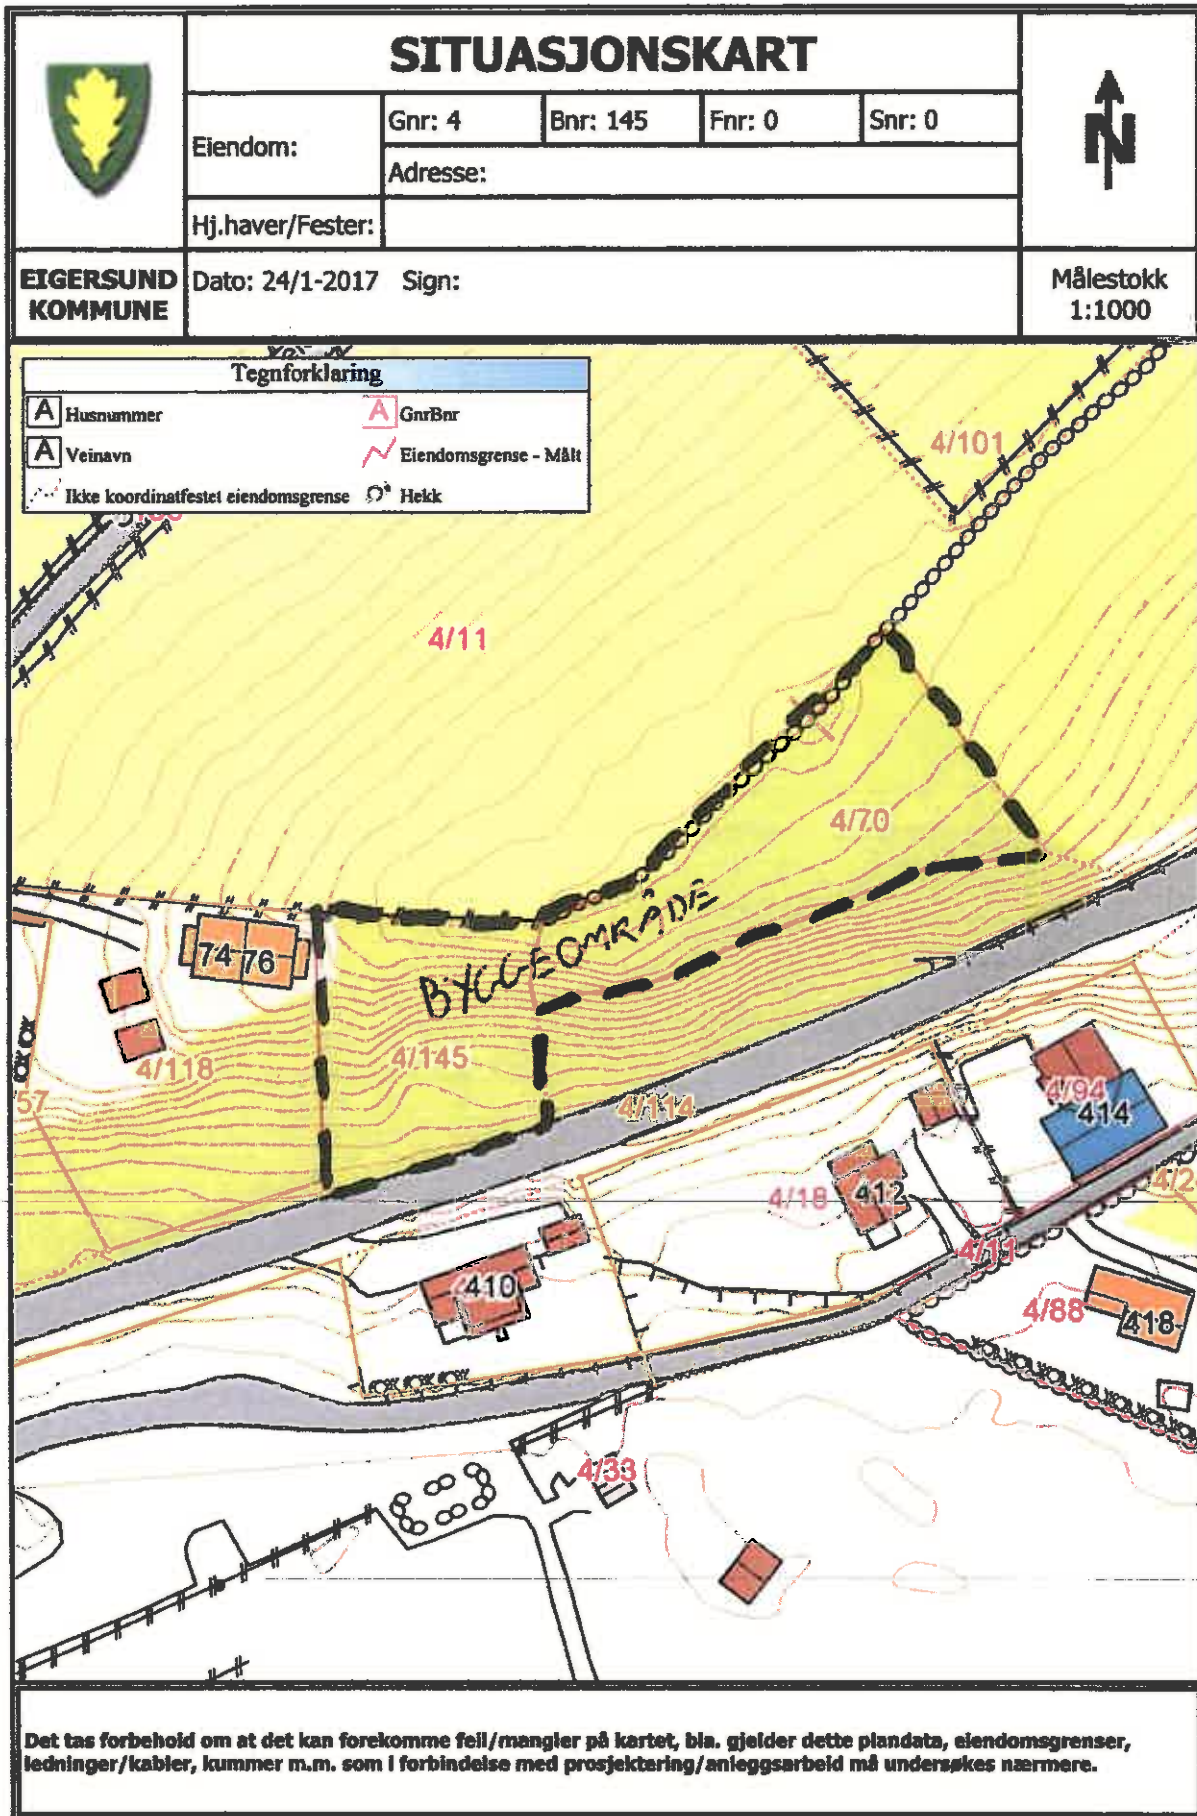 SITUASJONSKART
Eiendom:
Gnr: 4
Bnr: 145
Fnr: 0
Snr: 0
Adresse:
Hj.haver/Fester:
N
EIGERSUND
KOMMUNE
Dato: 24/1-2017 Sign:
Målestokk
1:1000
Tegnforklaring
A Husnummer
A GnrBnr
A Veinavn
Eiendomsgrense - Målt
Ikke koordinatfestet eiendomsgrense
Hekk
4/101
4/11
4/70
BYGGEOMRÅDE
74 76
4/118
4/145
57
4/114
4/94
414
4/18
412
4/2
4/11
410
4/88
418
4/33
Det tas forbehold om at det kan forekomme feil/mangler på kartet, bla. gjelder dette plandata, eiendomsgrenser,
ledninger/kabler, kummer m.m. som i forbindelse med prosjektering/anleggsarbeid må undersøkes nærmere.